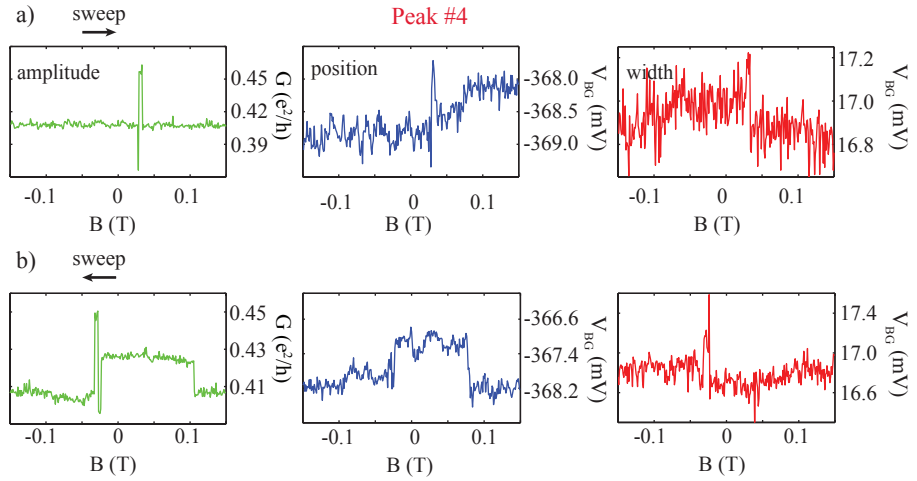 a)
sweep
Peak #4
amplitude
0.45
0.42
0.39
G (e²/h)
-0.1
0
0.1
B (T)
position
-368.0
-368.5
-369.0
V_BG (mV)
-0.1
0
0.1
B (T)
width
17.2
17.0
16.8
V_BG (mV)
-0.1
0
0.1
B (T)
b)
sweep
0.45
0.43
0.41
G (e²/h)
-0.1
0
0.1
B (T)
-366.6
-367.4
-368.2
V_BG (mV)
-0.1
0
0.1
B (T)
17.4
17.0
16.6
V_BG (mV)
-0.1
0
0.1
B (T)